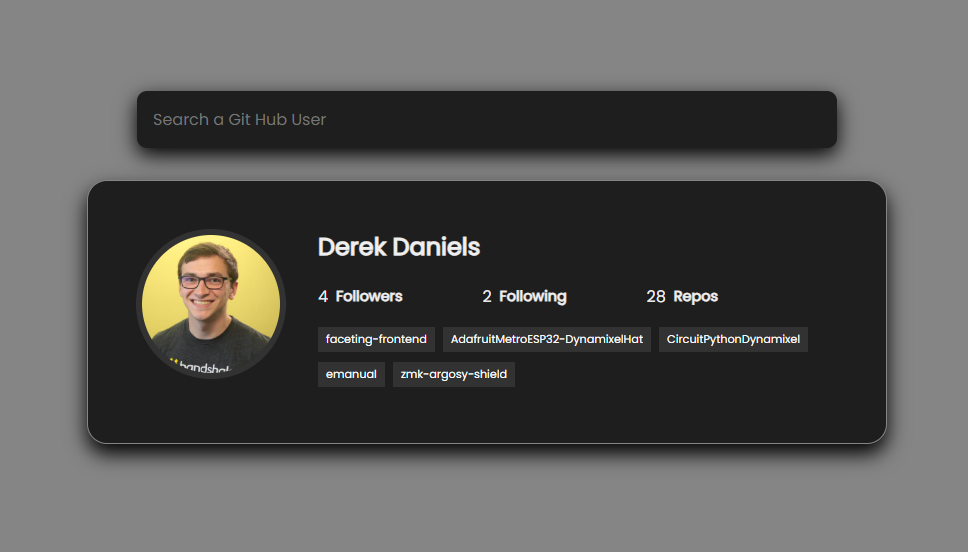 Search a Git Hub User
Derek Daniels
4 Followers 2 Following 28 Repos
faceting-frontend AdafruitMetroESP32-DynamixelHat CircuitPythonDynamixel
emanual zmk-argosy-shield